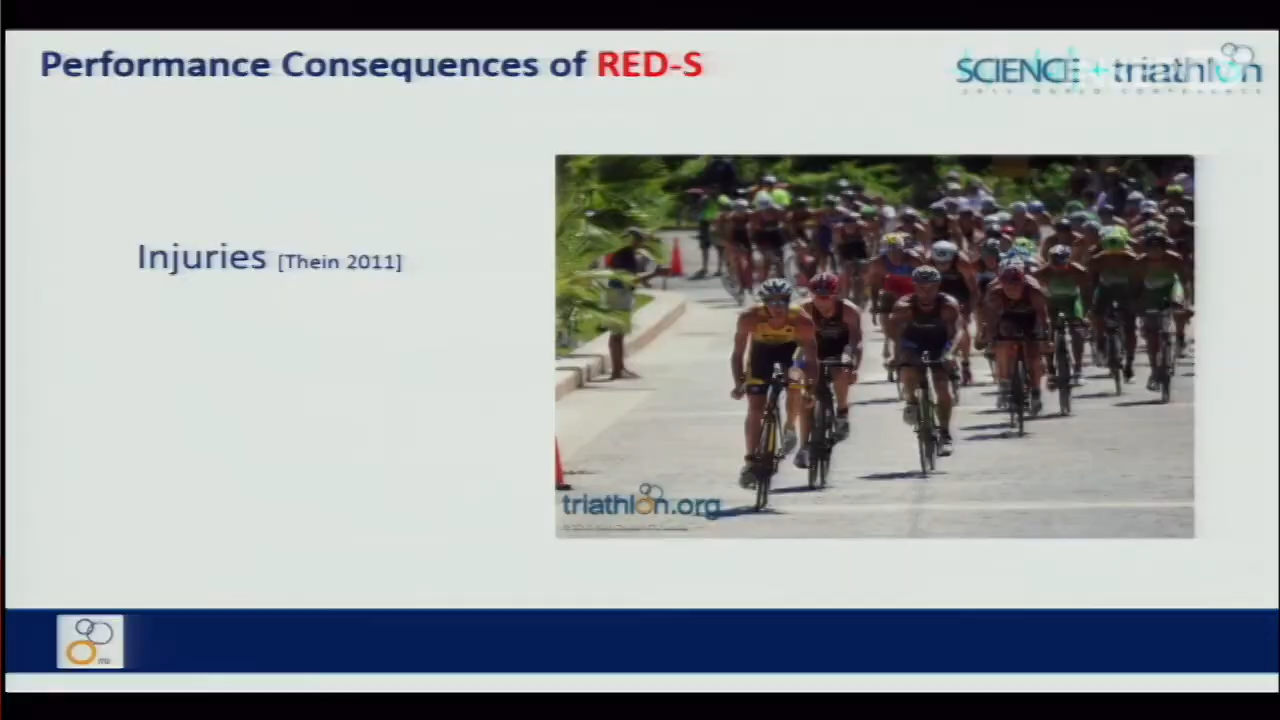 Performance Consequences of RED-S
SCIENCE + triathlon
Injuries [Thein 2011]
triathlon.org